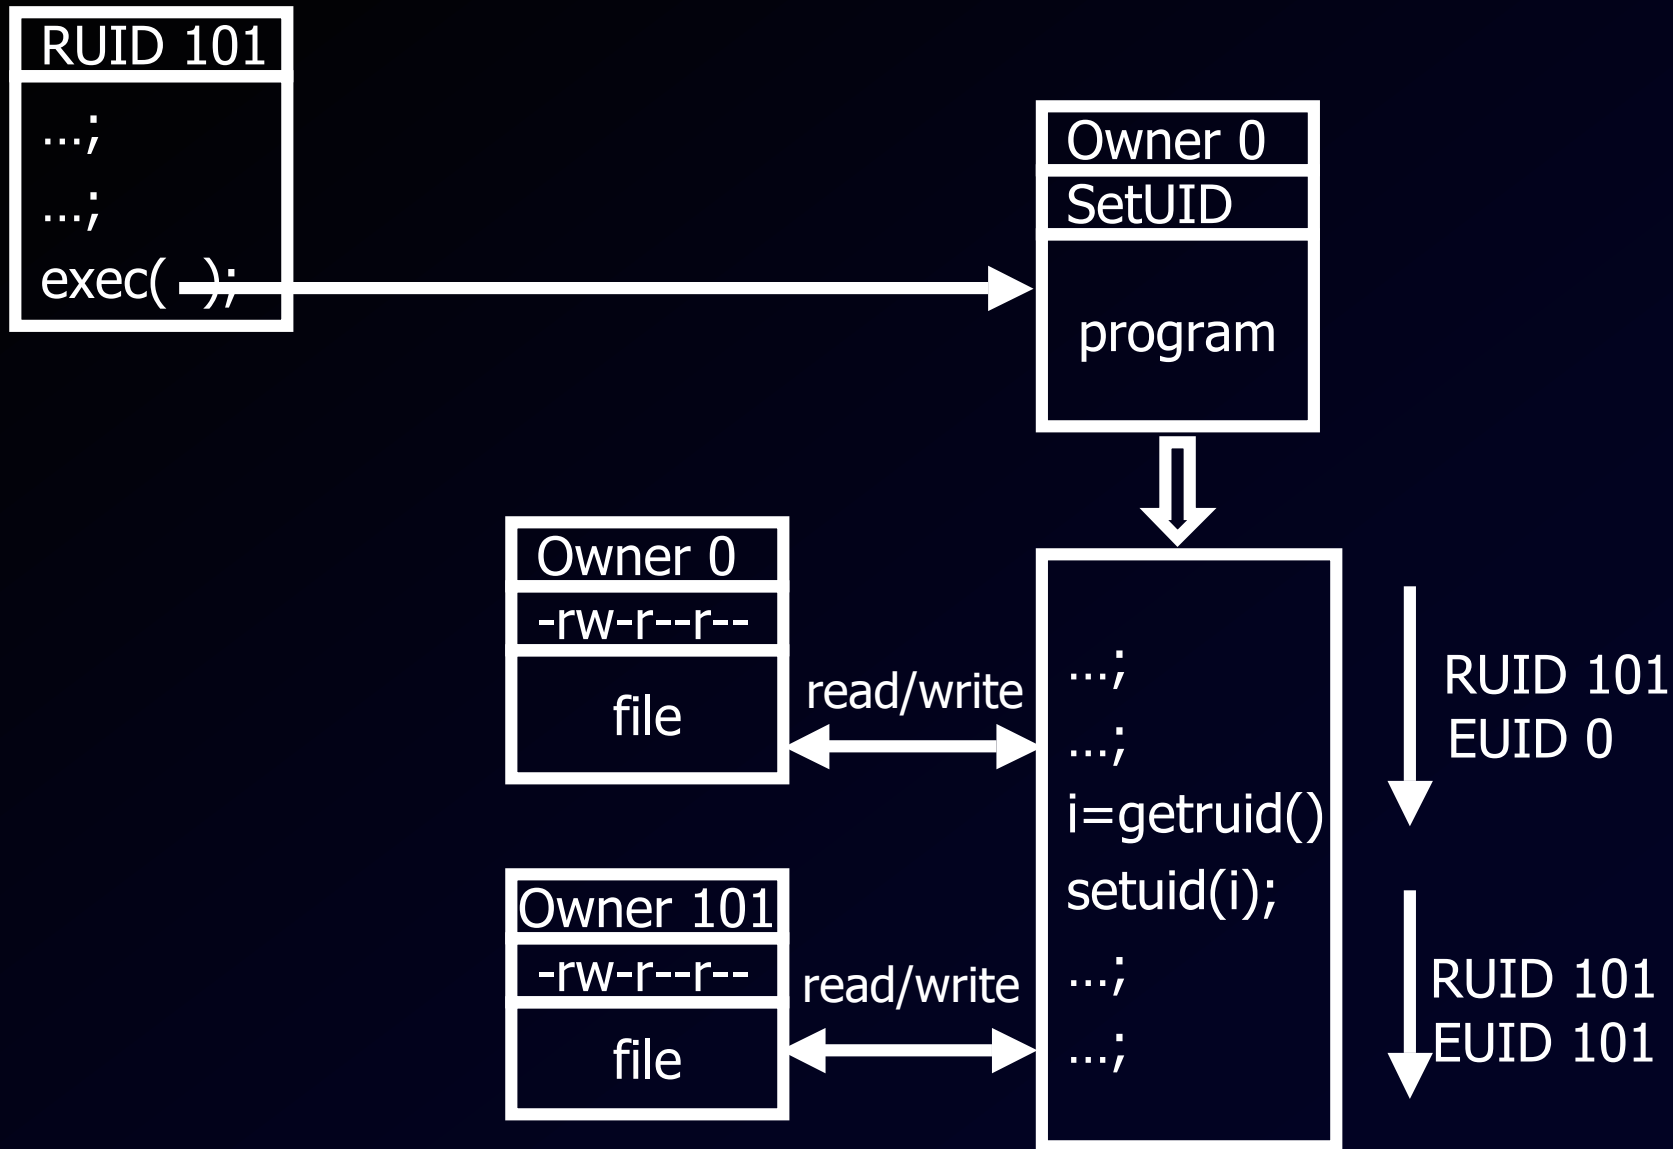 RUID 101
...;
...;
exec( );
Owner 0
SetUID
program
Owner 0
-rw-r--r--
file
read/write
Owner 101
-rw-r--r--
file
read/write
...;
...;
i=getruid()
setuid(i);
...;
...;
RUID 101
EUID 0
RUID 101
EUID 101